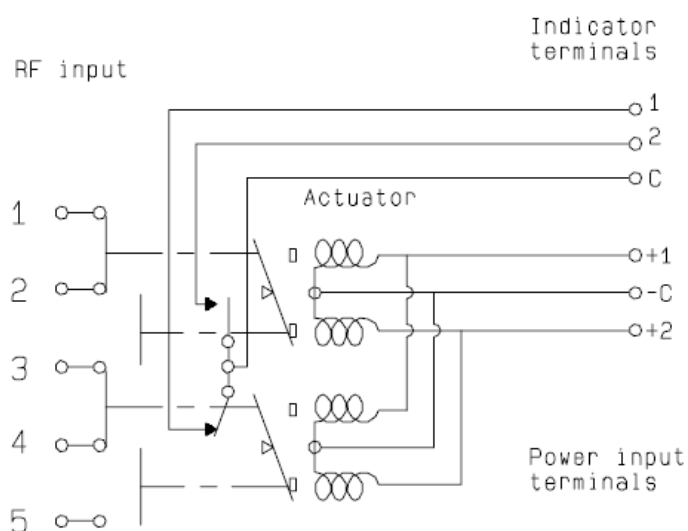 Indicator
terminals
RF input
1
2
C
Actuator
1
2
3
4
5
+1
-C
+2
Power input
terminals